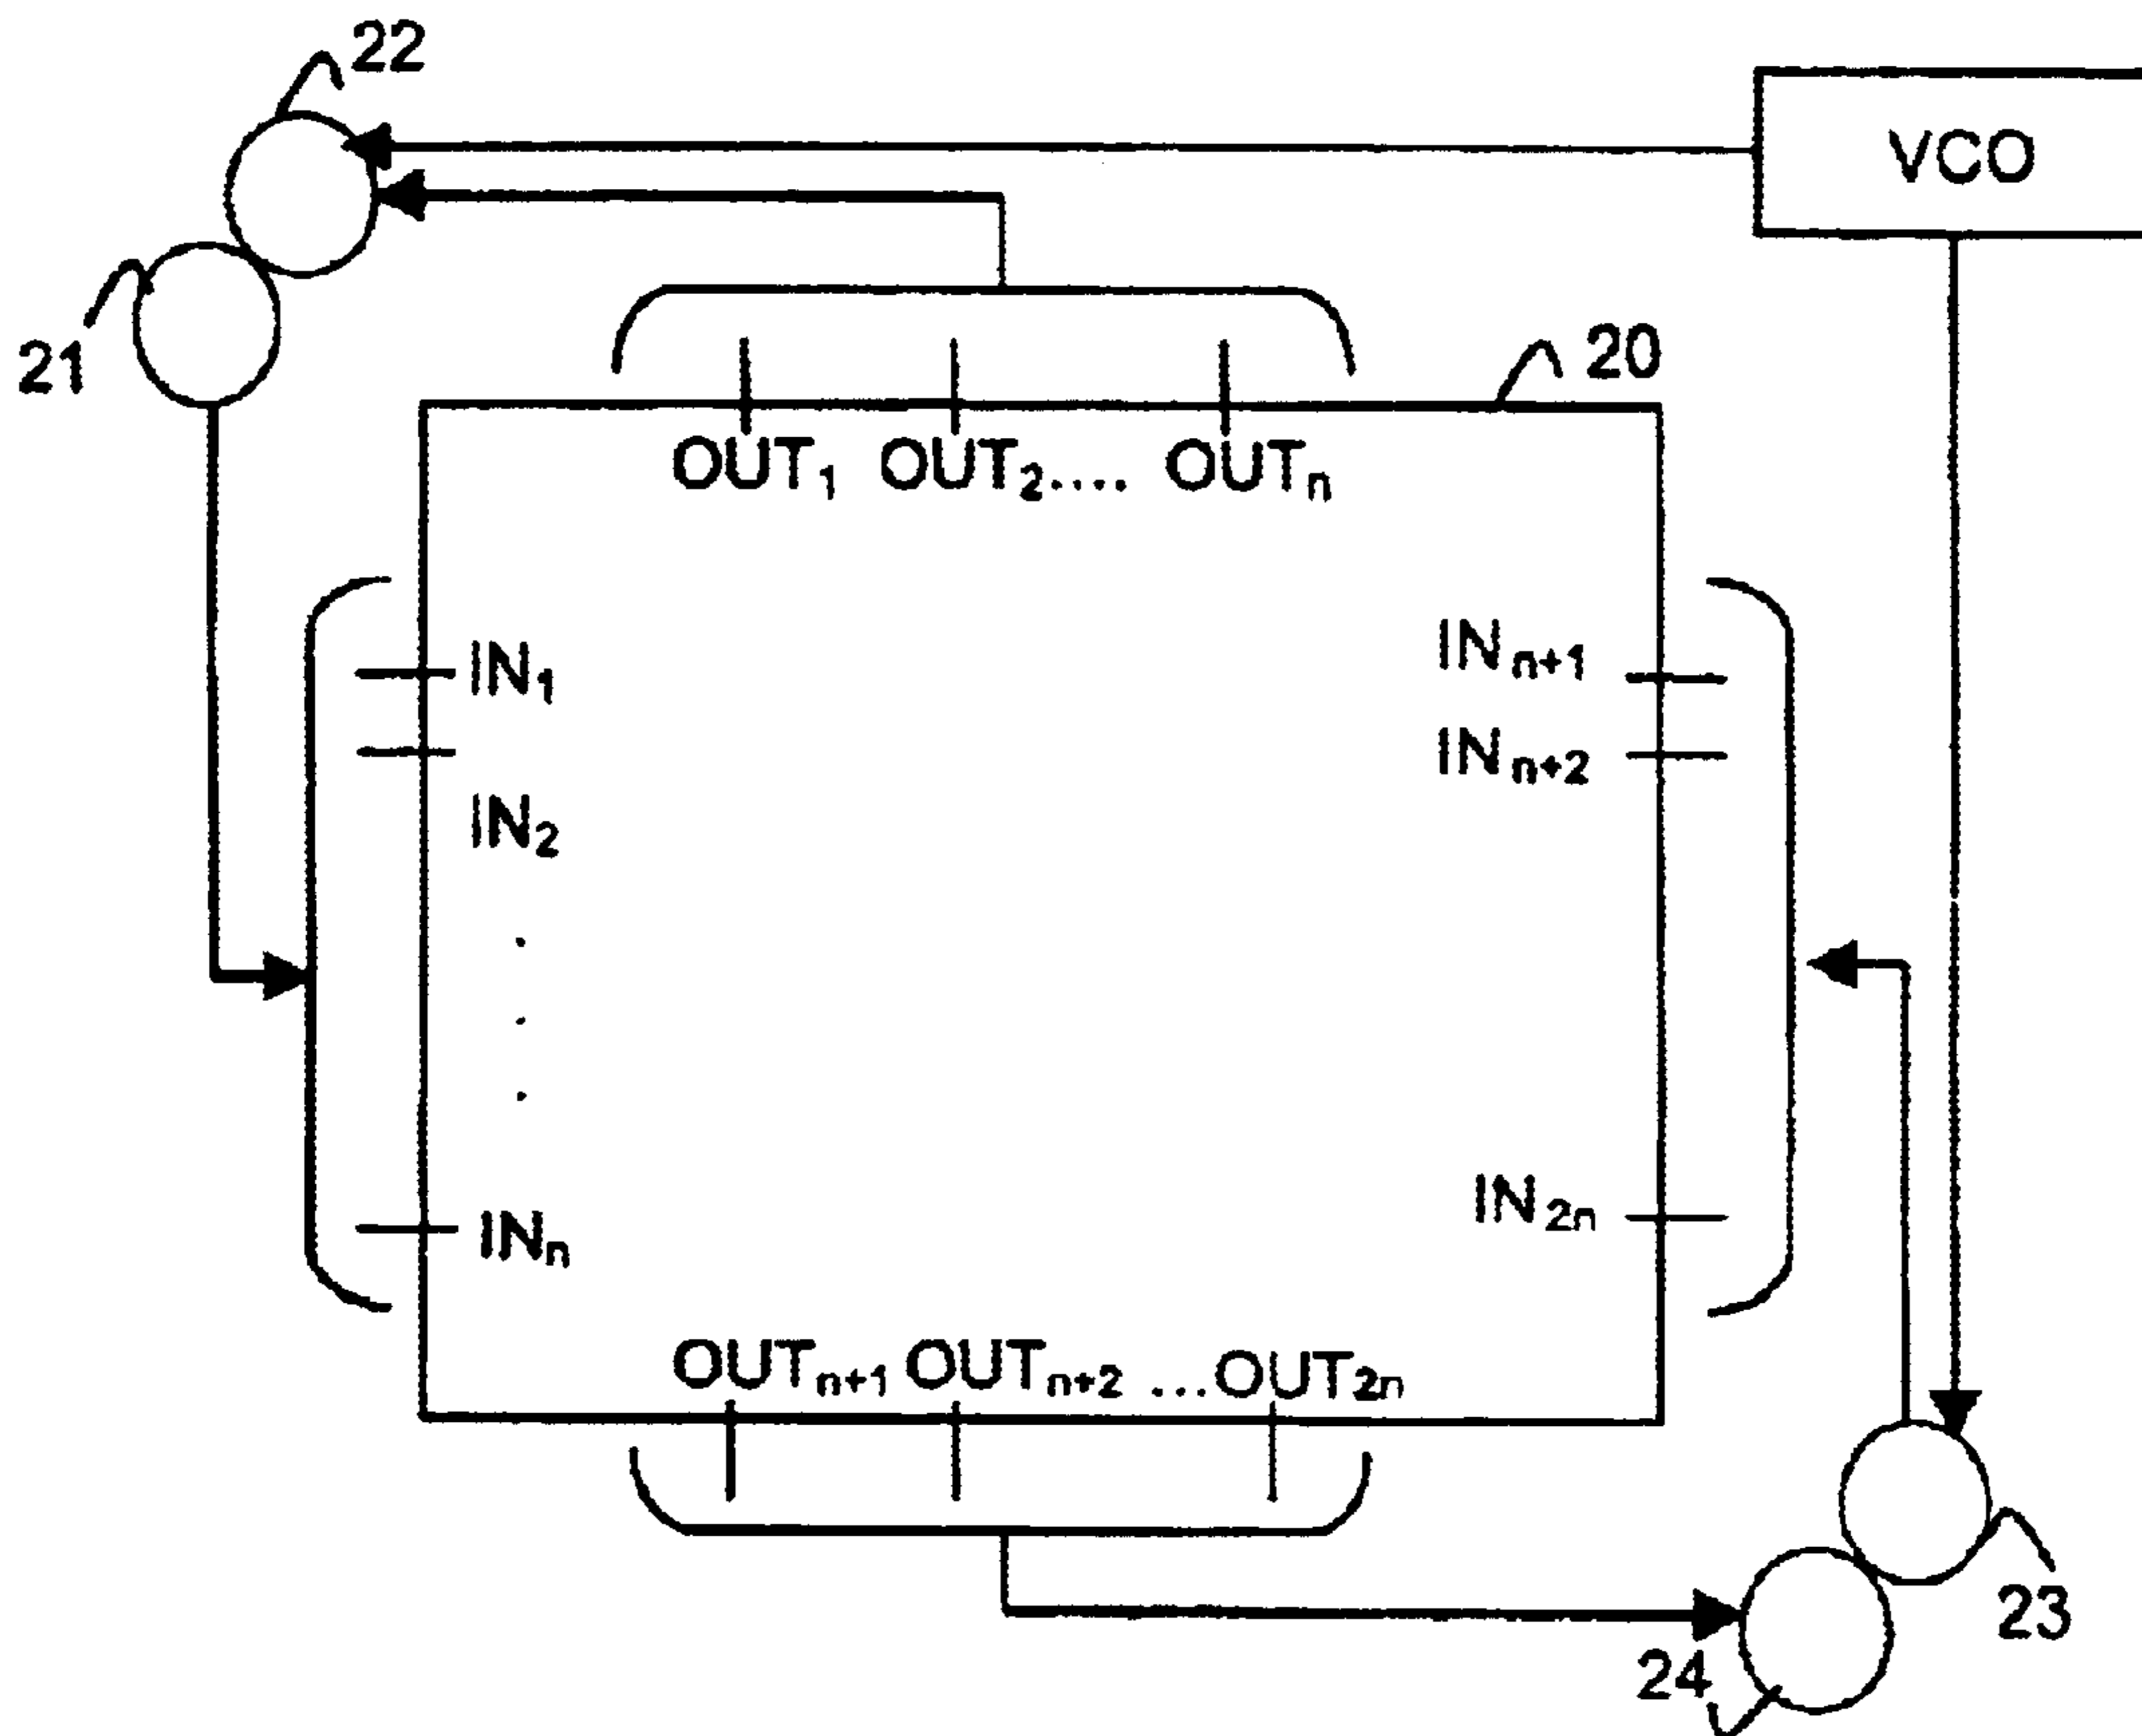 22
VCO
21
20
OUT₁ OUT₂.... OUTₙ
IN₁
INₙ₊₁
INₙ₊₂
IN₂
.
.
.
IN₂ₙ
INₙ
OUTₙ₊₁ OUTₙ₊₂ ...OUT₂ₙ
23
24